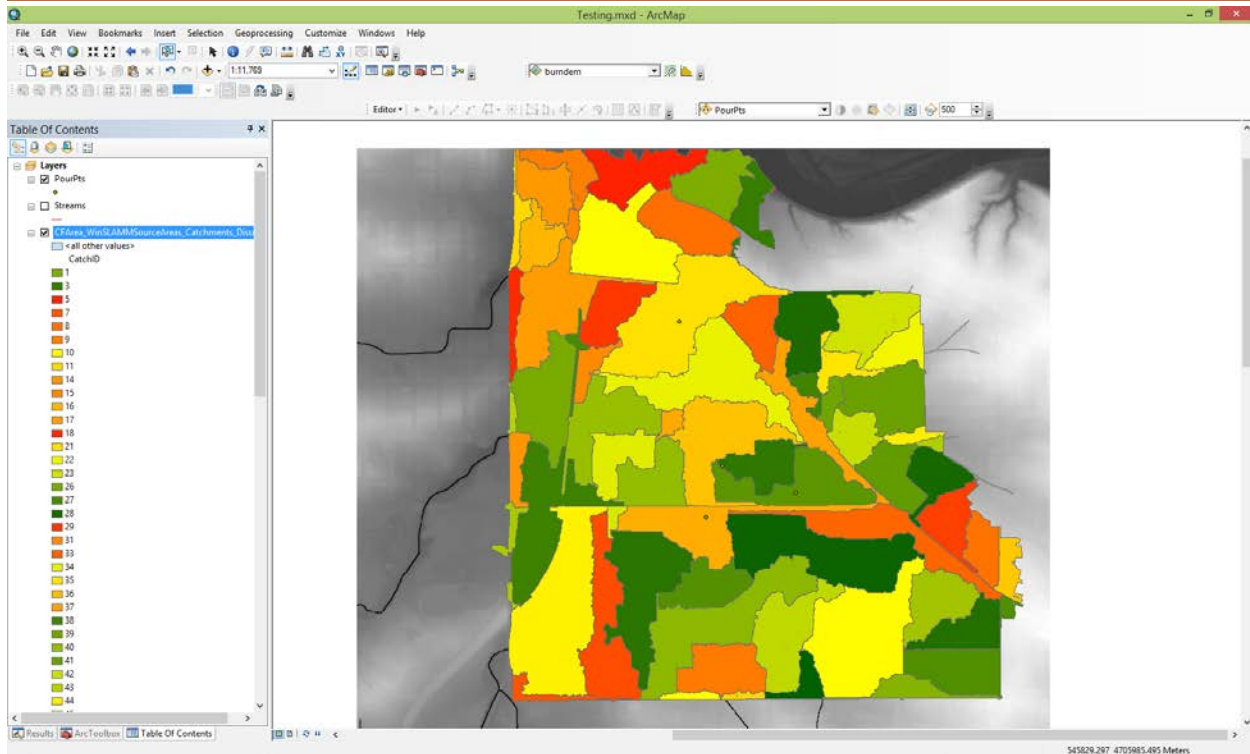 Testing.mxd - ArcMap
File Edit View Bookmarks Insert Selection Geoprocessing Customize Windows Help
1:11,769
burndem
Editor
PourPts
500
Table Of Contents
Layers
PourPts
Streams
CFArea_WinSLAMMSourceAreas_Catchments_Diss
<all other values>
CatchID
1
3
5
7
8
9
10
11
14
15
16
17
18
21
22
23
26
27
28
29
31
33
34
35
36
37
38
39
40
41
42
43
44
Results ArcToolbox Table Of Contents
545829.297 4705985.495 Meters